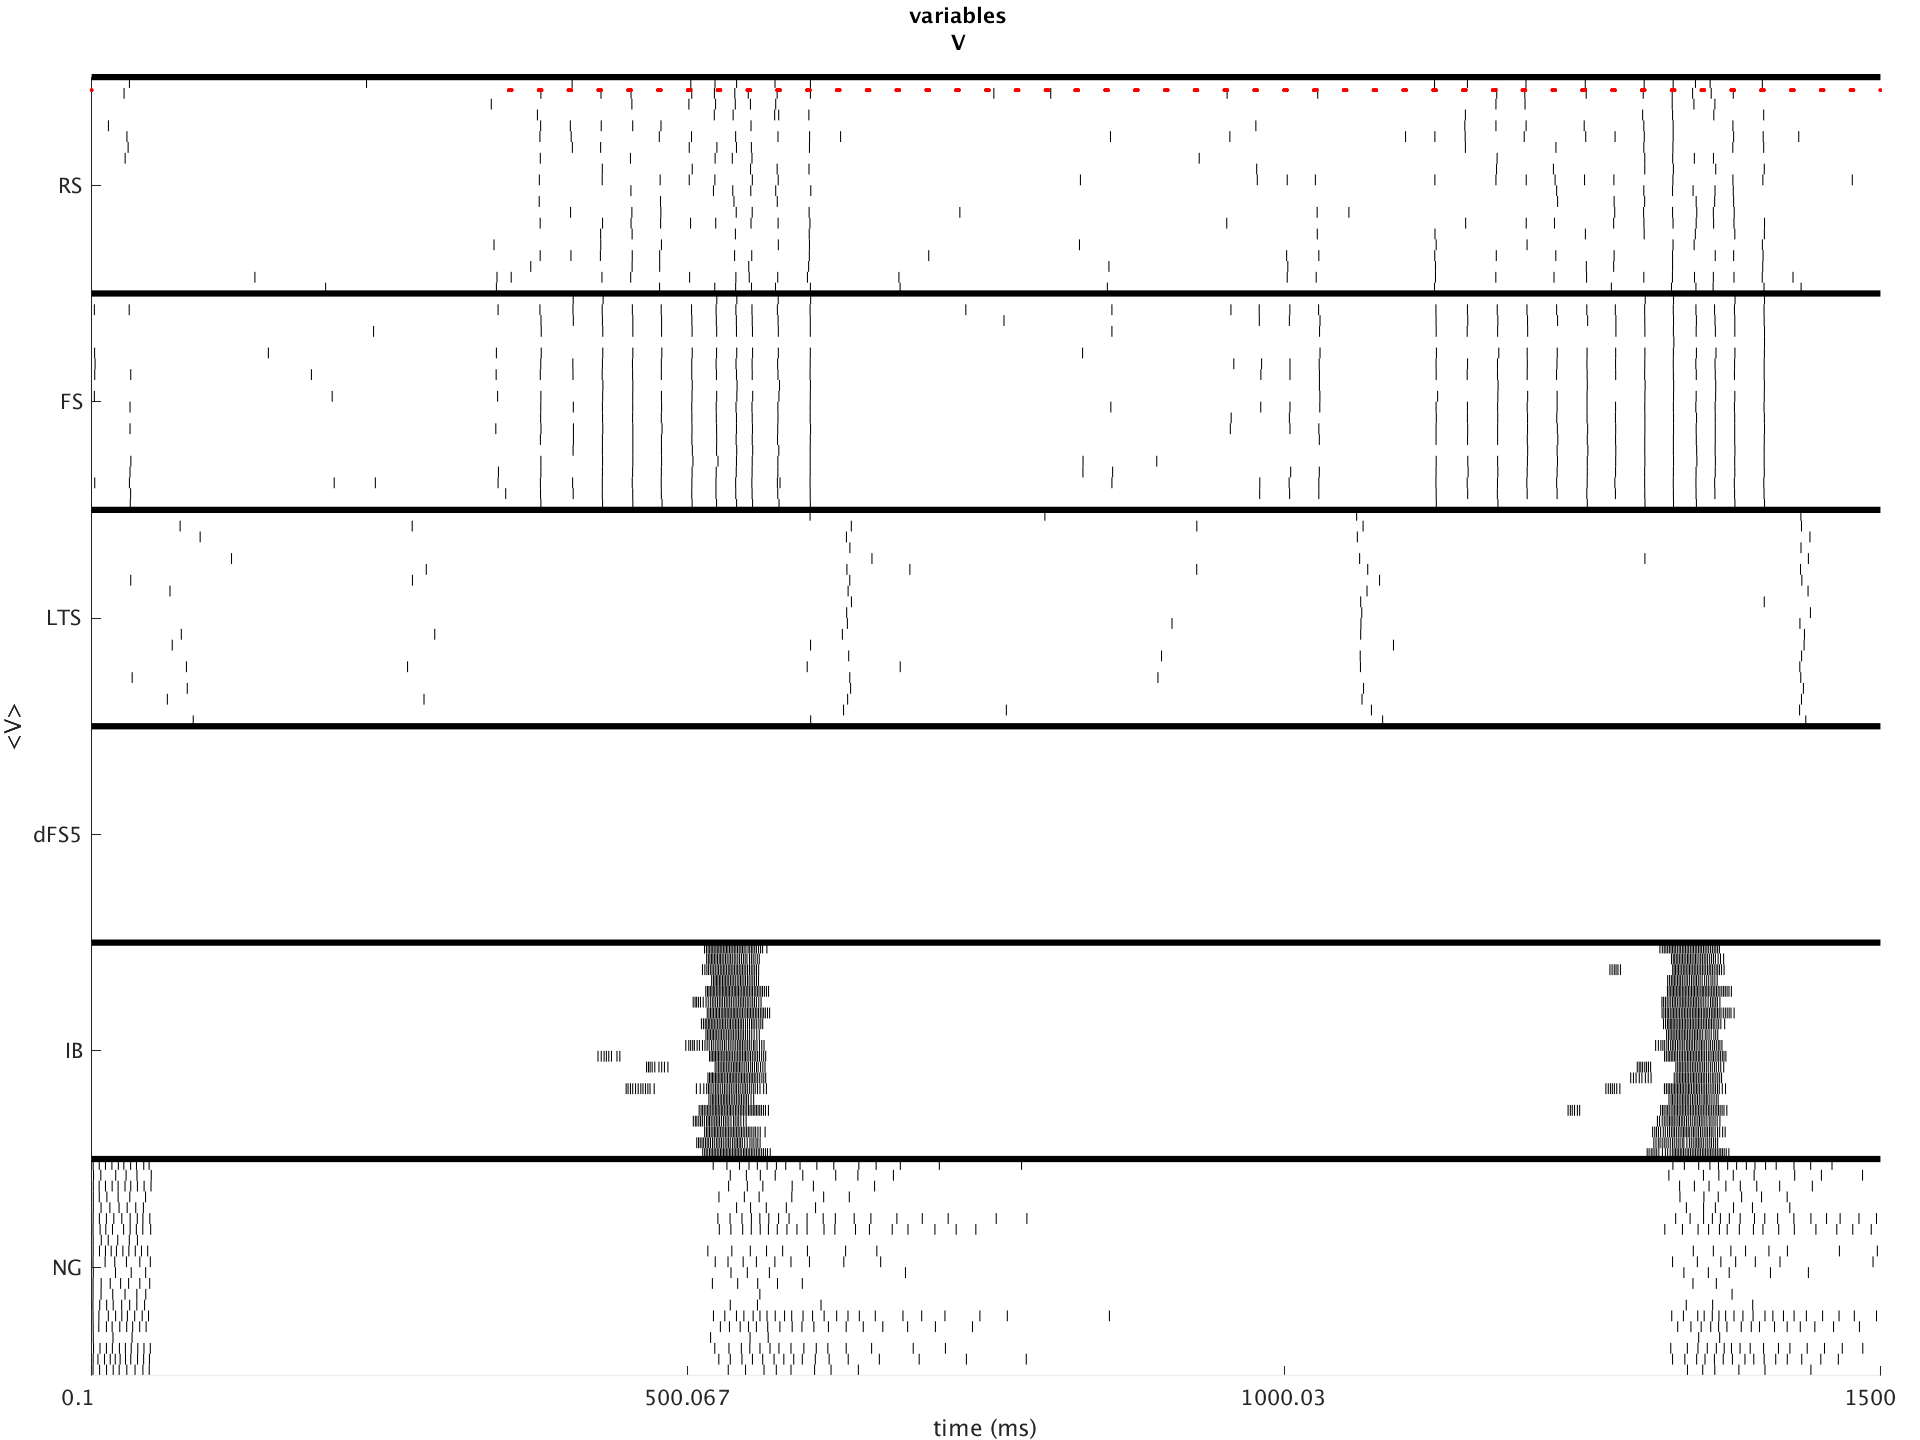 variables
V
RS
FS
LTS
<V>
dFS5
IB
NG
0.1
500.067
1000.03
1500
time (ms)